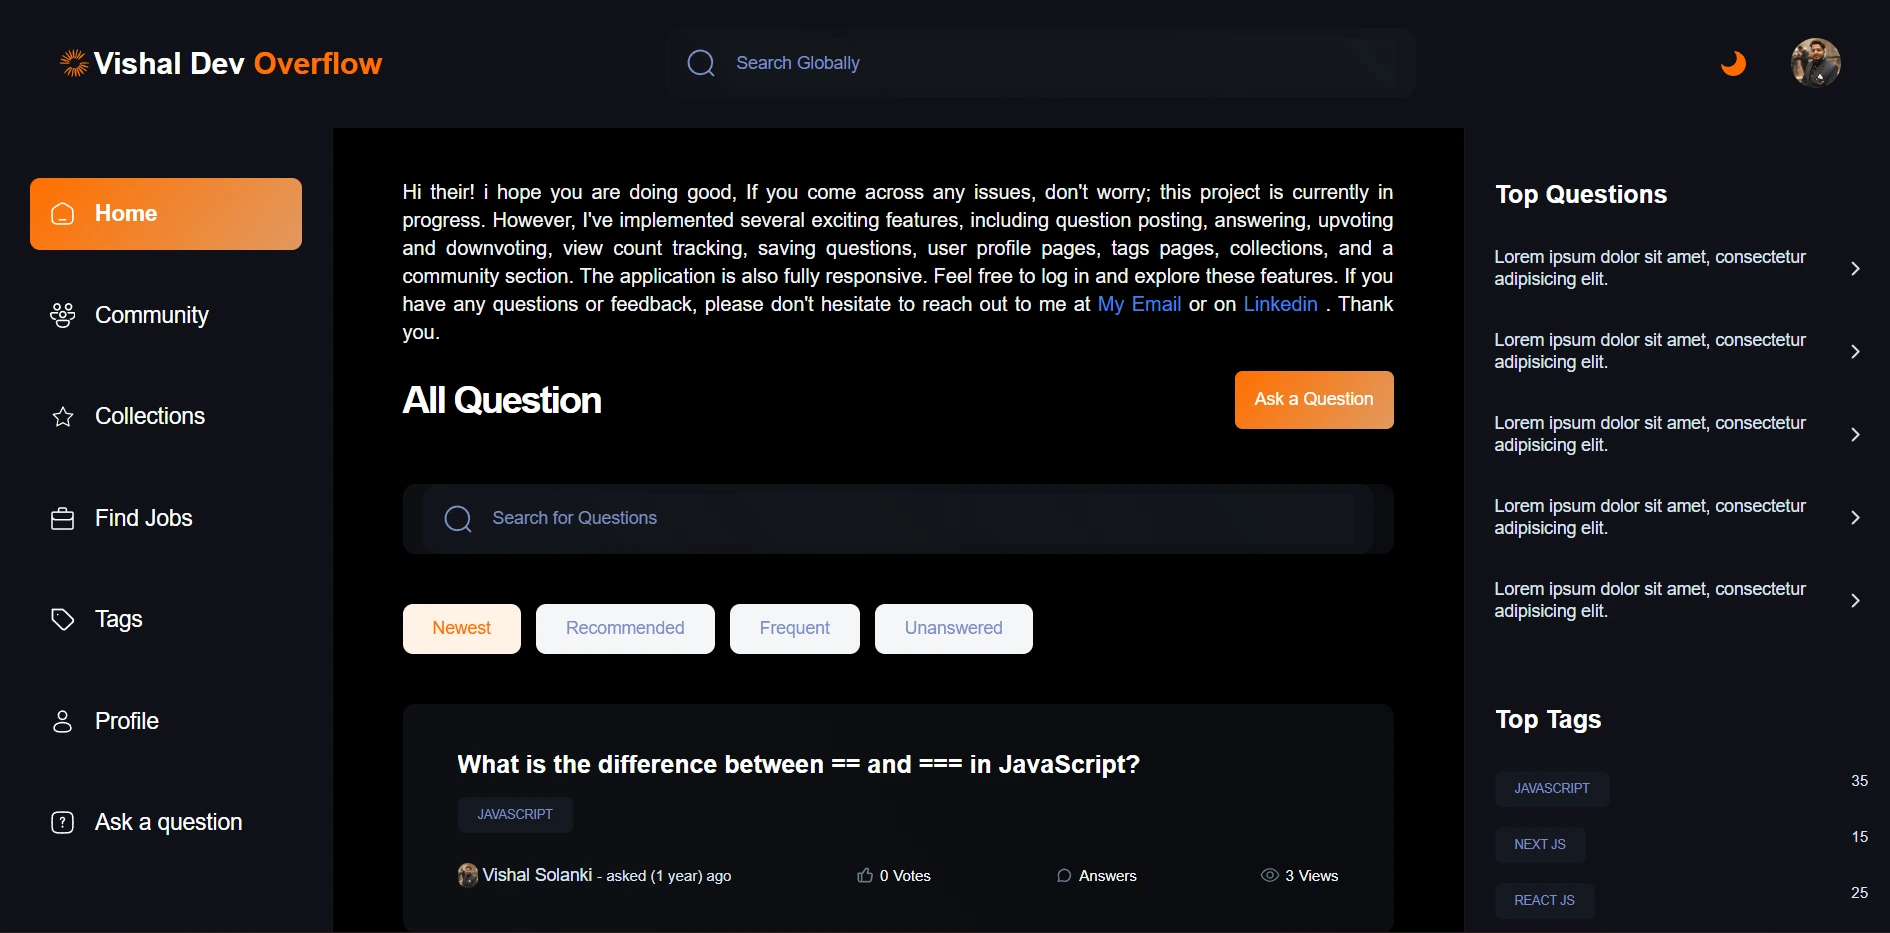 Vishal Dev Overflow
Search Globally
Home
Community
Collections
Find Jobs
Tags
Profile
Ask a question
Hi their! i hope you are doing good, If you come across any issues, don't worry; this project is currently in
progress. However, I've implemented several exciting features, including question posting, answering, upvoting
and downvoting, view count tracking, saving questions, user profile pages, tags pages, collections, and a
community section. The application is also fully responsive. Feel free to log in and explore these features. If you
have any questions or feedback, please don't hesitate to reach out to me at My Email or on Linkedin . Thank
you.
All Question
Ask a Question
Search for Questions
Newest
Recommended
Frequent
Unanswered
What is the difference between == and === in JavaScript?
JAVASCRIPT
Vishal Solanki - asked (1 year) ago
0 Votes
Answers
3 Views
Top Questions
Lorem ipsum dolor sit amet, consectetur
adipisicing elit.
Lorem ipsum dolor sit amet, consectetur
adipisicing elit.
Lorem ipsum dolor sit amet, consectetur
adipisicing elit.
Lorem ipsum dolor sit amet, consectetur
adipisicing elit.
Lorem ipsum dolor sit amet, consectetur
adipisicing elit.
Top Tags
JAVASCRIPT 35
NEXT JS 15
REACT JS 25